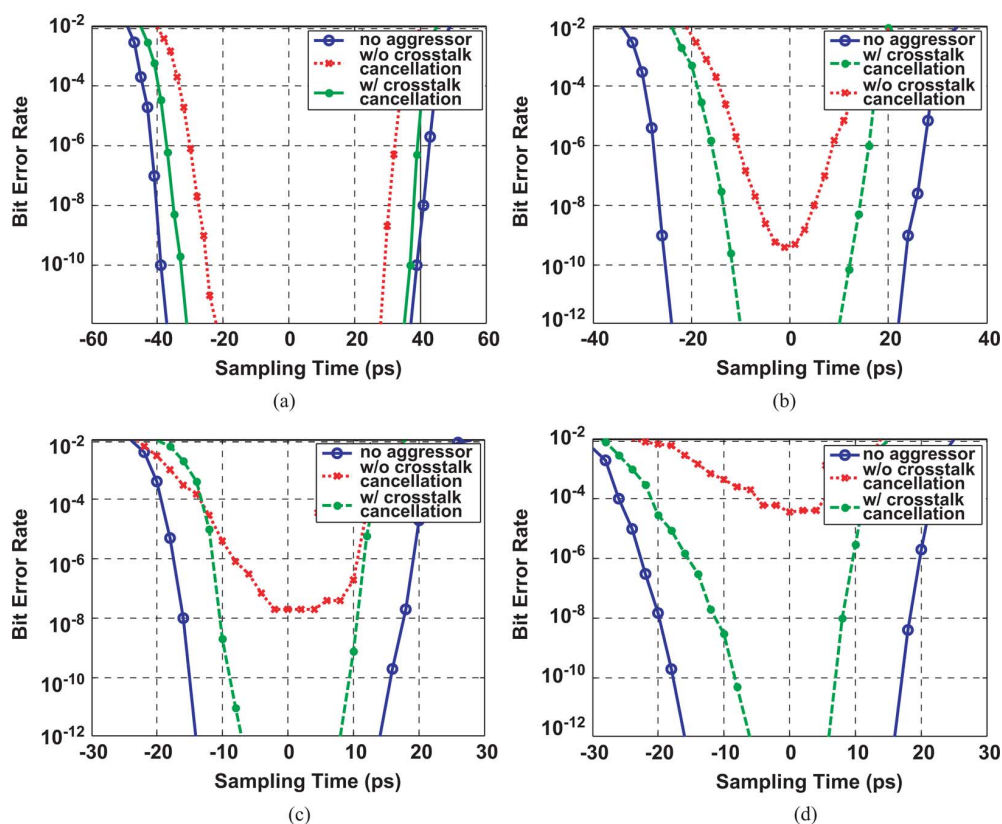 10-2
10-4
10-6
10-8
10-10
Bit Error Rate
no aggressor
w/o crosstalk
cancellation
w/ crosstalk
cancellation
-60 -40 -20 0 20 40 60
Sampling Time (ps)
(a)
10-2
10-4
10-6
10-8
10-10
10-12
Bit Error Rate
no aggressor
w/ crosstalk
cancellation
w/o crosstalk
cancellation
-40 -20 0 20 40
Sampling Time (ps)
(b)
10-2
10-4
10-6
10-8
10-10
10-12
Bit Error Rate
no aggressor
w/o crosstalk
cancellation
w/ crosstalk
cancellation
-30 -20 -10 0 10 20 30
Sampling Time (ps)
(c)
10-2
10-4
10-6
10-8
10-10
10-12
Bit Error Rate
no aggressor
w/o crosstalk
cancellation
w/ crosstalk
cancellation
-30 -20 -10 0 10 20 30
Sampling Time (ps)
(d)